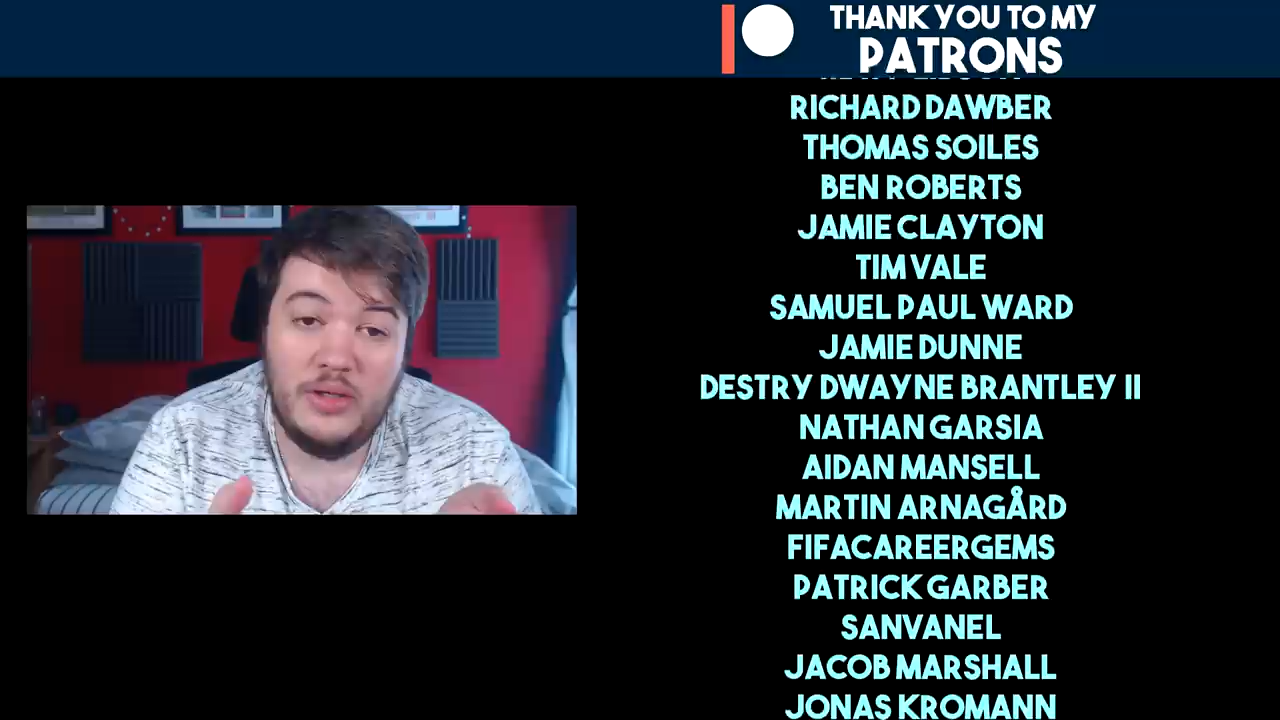 THANK YOU TO MY
PATRONS
RICHARD DAWBER
THOMAS SOILES
BEN ROBERTS
JAMIE CLAYTON
TIM VALE
SAMUEL PAUL WARD
JAMIE DUNNE
DESTRY DWAYNE BRANTLEY II
NATHAN GARSIA
AIDAN MANSELL
MARTIN ARNAGÅRD
FIFACAREERGEMS
PATRICK GARBER
SANVANEL
JACOB MARSHALL
JONAS KROMANN